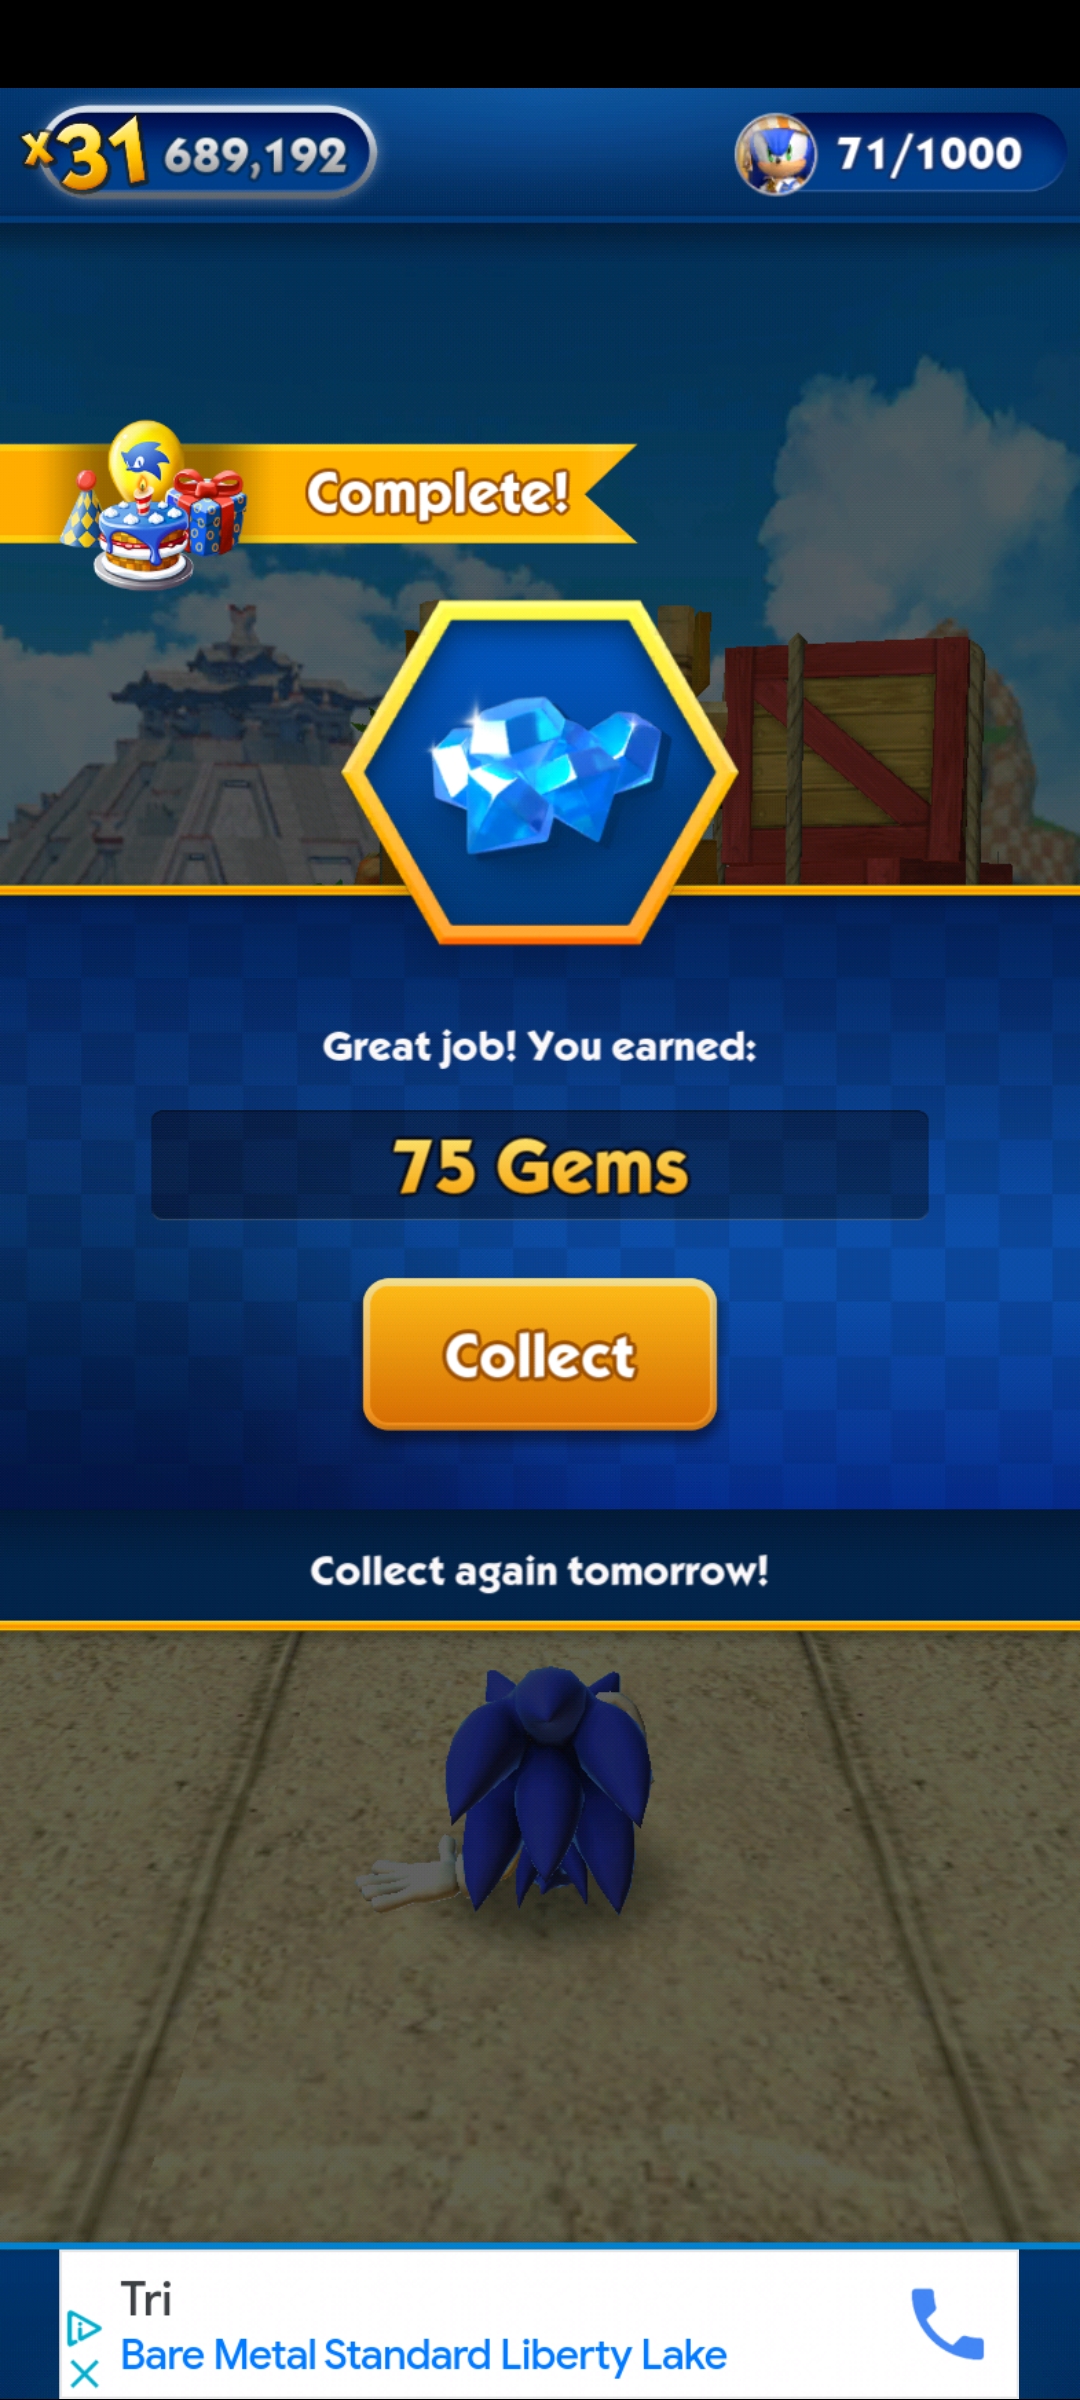 x31 689,192
71/1000
Complete!
Great job! You earned:
75 Gems
Collect
Collect again tomorrow!
Tri
Bare Metal Standard Liberty Lake